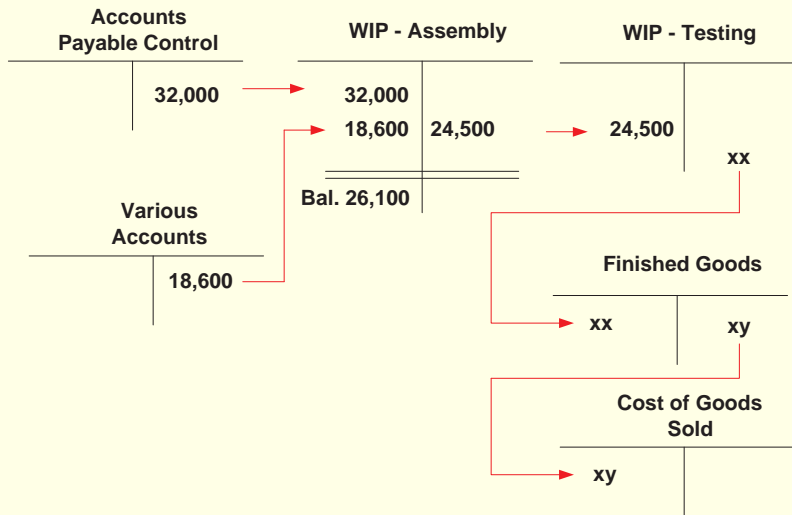 Accounts
Payable Control
32,000
WIP - Assembly
32,000
18,600 24,500
Bal. 26,100
WIP - Testing
24,500
xx
Various
Accounts
18,600
Finished Goods
xx xy
Cost of Goods
Sold
xy